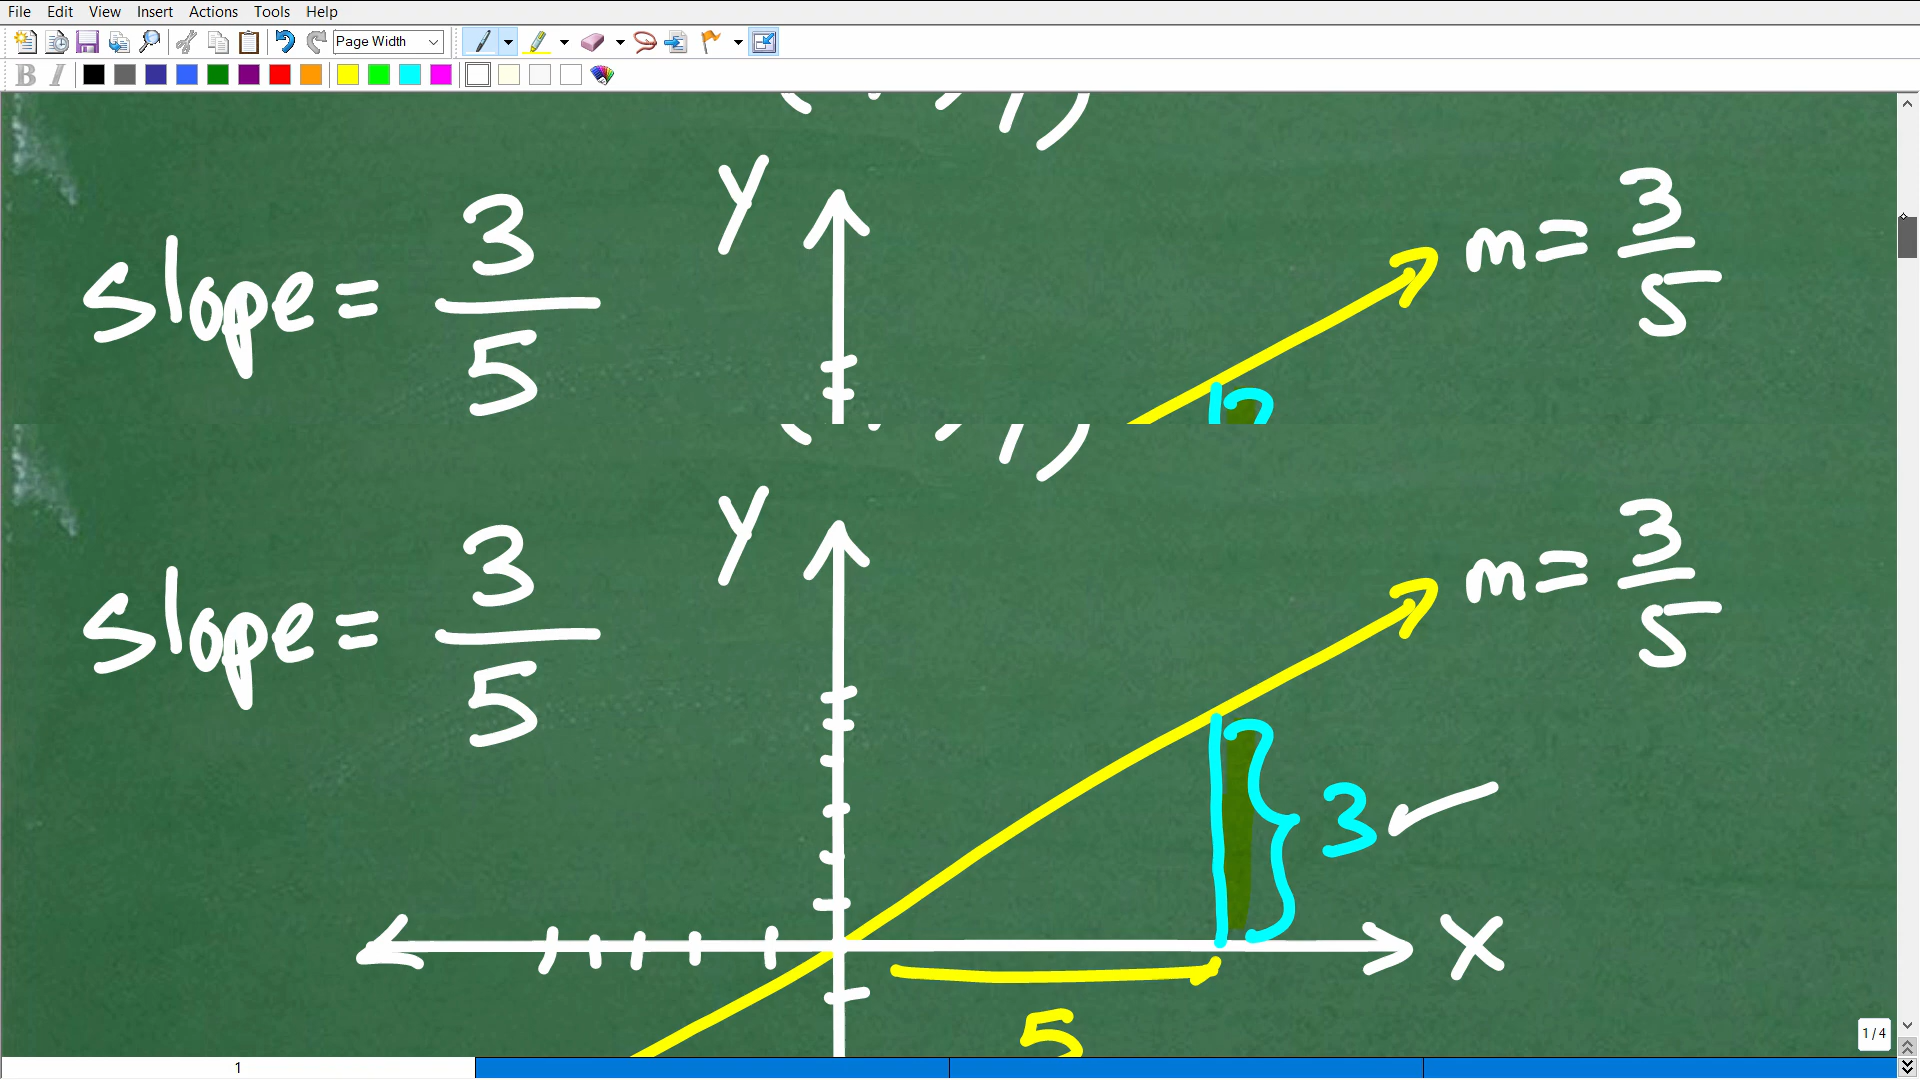 File Edit View Insert Actions Tools Help
Page Width
B I
y
slope = 3/5
m = 3/5
y
slope = 3/5
m = 3/5
3
x
5
1 / 4
1